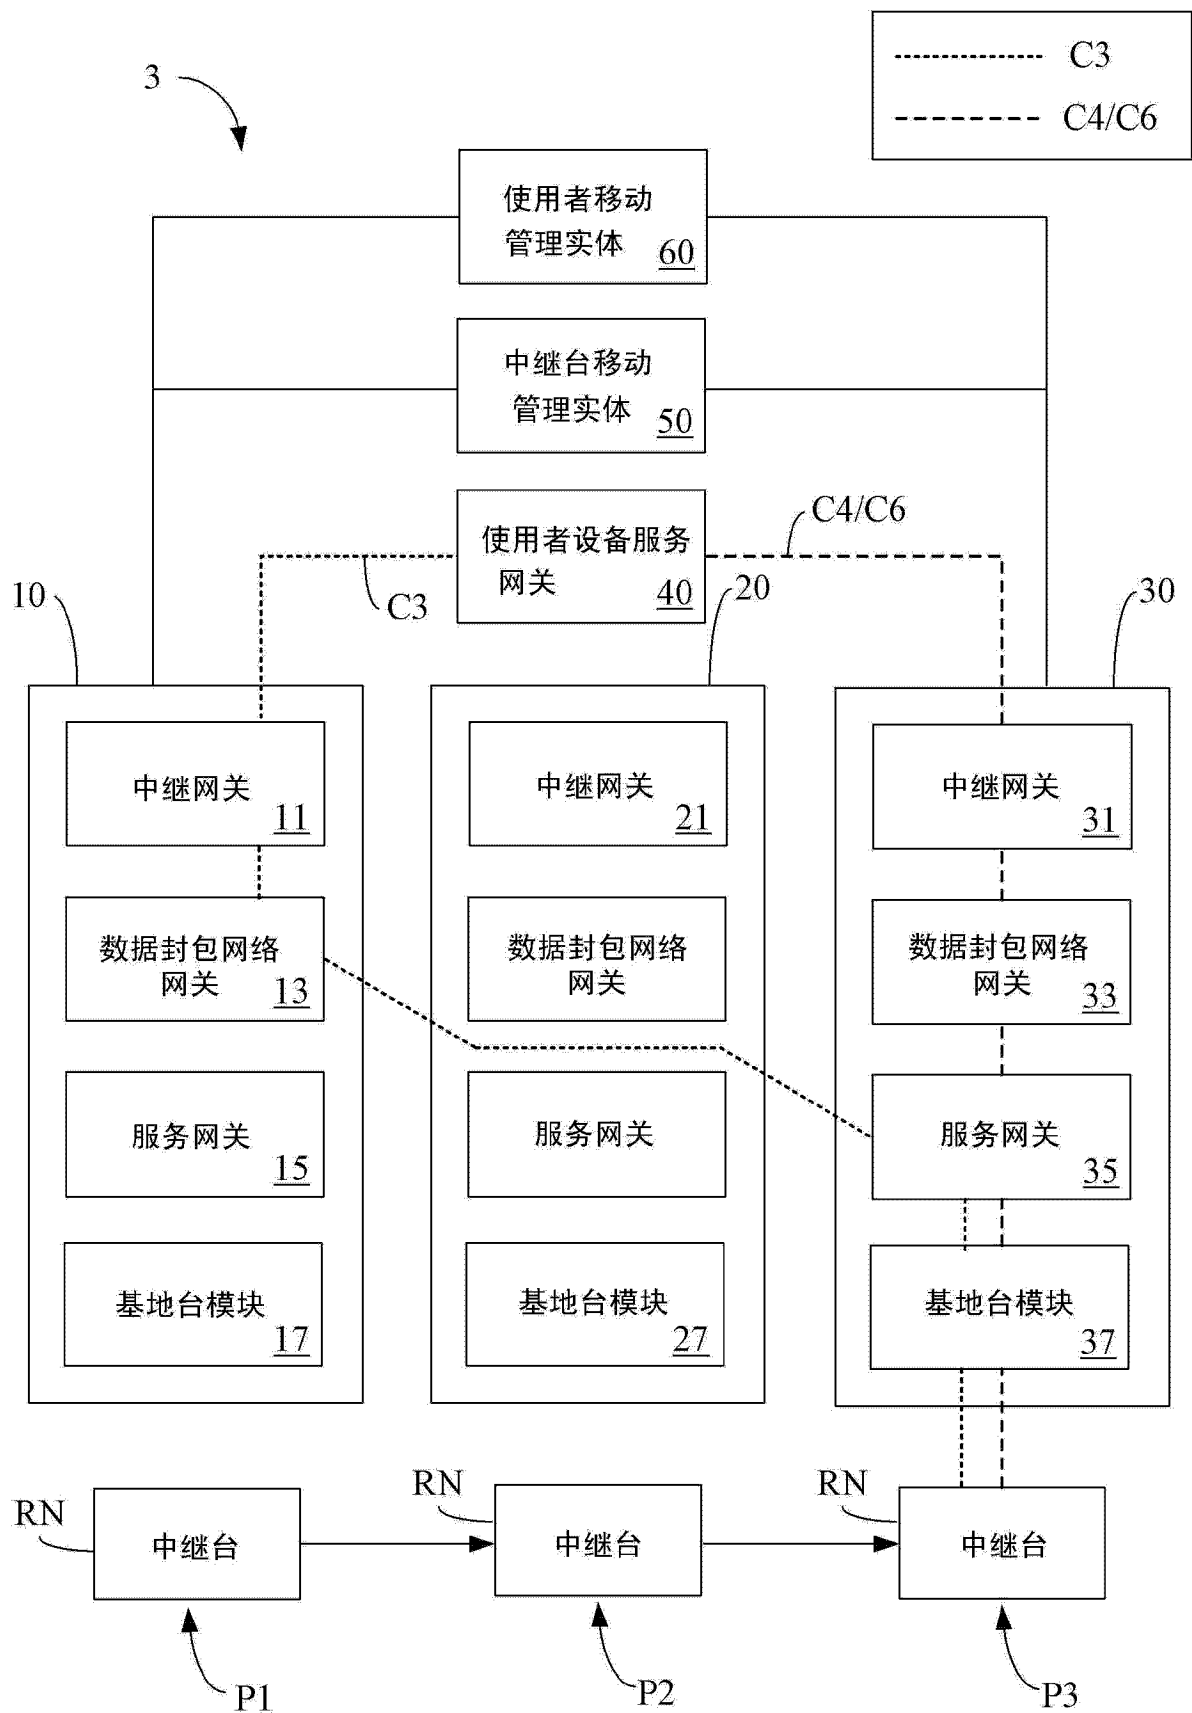 C3
C4/C6
3
使用者移动
管理实体
60
中继台移动
管理实体
50
使用者设备服务
网关
40
C3
C4/C6
10
20
30
中继网关
11
中继网关
21
中继网关
31
数据封包网络
网关
13
数据封包网络
网关
数据封包网络
网关
33
服务网关
15
服务网关
服务网关
35
基地台模块
17
基地台模块
27
基地台模块
37
RN
中继台
RN
中继台
RN
中继台
P1
P2
P3